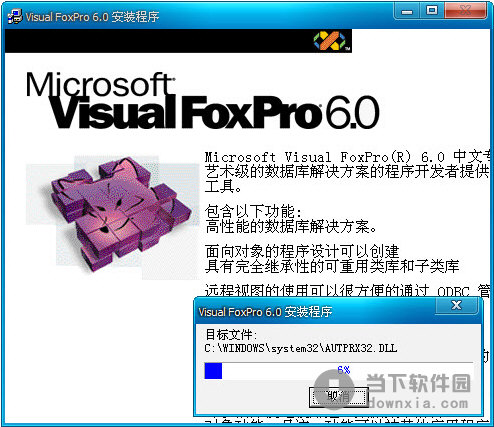 Visual FoxPro 6.0 安装程序
Microsoft
Visual FoxPro 6.0
Microsoft Visual FoxPro(R) 6.0 中文专
艺术级的数据库解决方案的程序开发者提供
工具。
包含以下功能:
高性能的数据库解决方案。
面向对象的程序设计可以创建
具有完全继承性的可重用类库和子类库
远程视图的使用可以很方便的通过 ODBC 管
Visual FoxPro 6.0 安装程序
目标文件:
C:\WINDOWS\system32\AUTPRX32.DLL
6%
取消
当下软件园
downxia.com